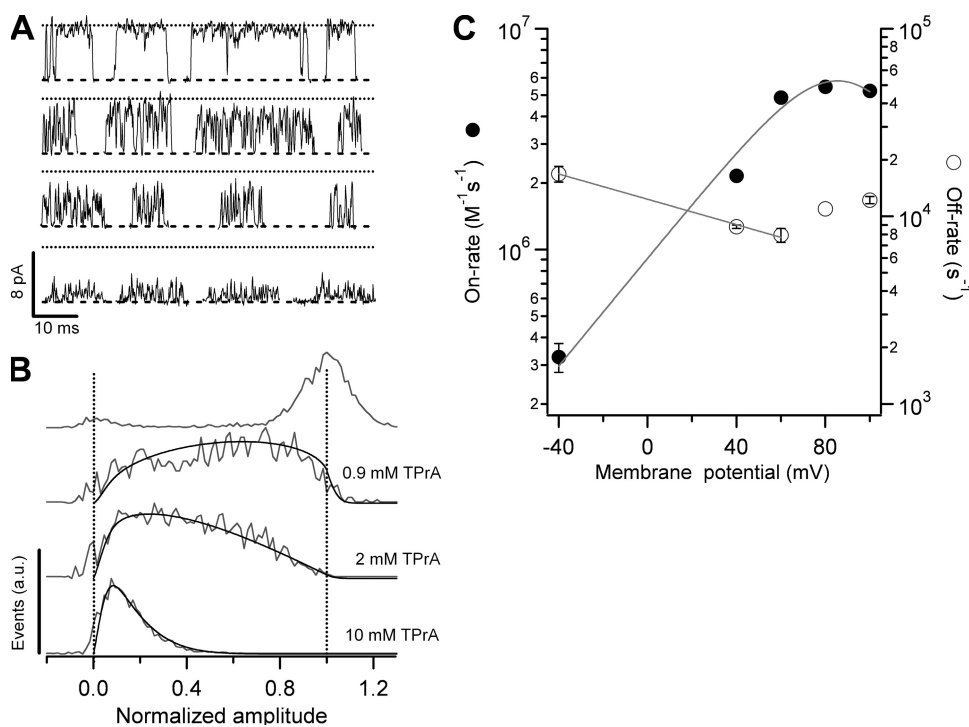 A
8 pA
10 ms
B
0.9 mM TPrA
2 mM TPrA
10 mM TPrA
Events (a.u.)
0.0 0.4 0.8 1.2
Normalized amplitude
C
10⁷
6
5
4
3
2
10⁶
6
5
4
3
2
On-rate (M⁻¹s⁻¹)
10⁵
8
6
4
2
10⁴
8
6
4
2
10³
Off-rate (s⁻¹)
-40 0 40 80
Membrane potential (mV)